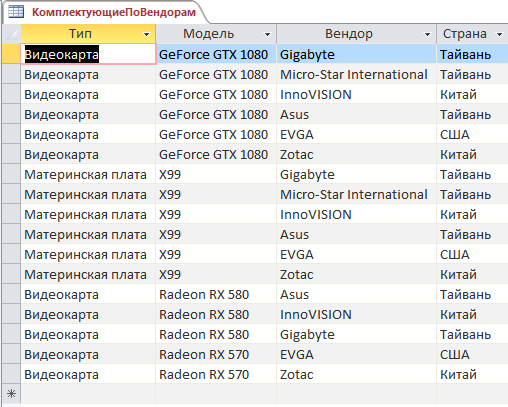 КомплектующиеПоВендорам
Тип Модель Вендор Страна
Видеокарта GeForce GTX 1080 Gigabyte Тайвань
Видеокарта GeForce GTX 1080 Micro-Star International Тайвань
Видеокарта GeForce GTX 1080 InnoVISION Китай
Видеокарта GeForce GTX 1080 Asus Тайвань
Видеокарта GeForce GTX 1080 EVGA США
Видеокарта GeForce GTX 1080 Zotac Китай
Материнская плата X99 Gigabyte Тайвань
Материнская плата X99 Micro-Star International Тайвань
Материнская плата X99 InnoVISION Китай
Материнская плата X99 Asus Тайвань
Материнская плата X99 EVGA США
Материнская плата X99 Zotac Китай
Видеокарта Radeon RX 580 Asus Тайвань
Видеокарта Radeon RX 580 InnoVISION Китай
Видеокарта Radeon RX 580 Gigabyte Тайвань
Видеокарта Radeon RX 570 EVGA США
Видеокарта Radeon RX 570 Zotac Китай